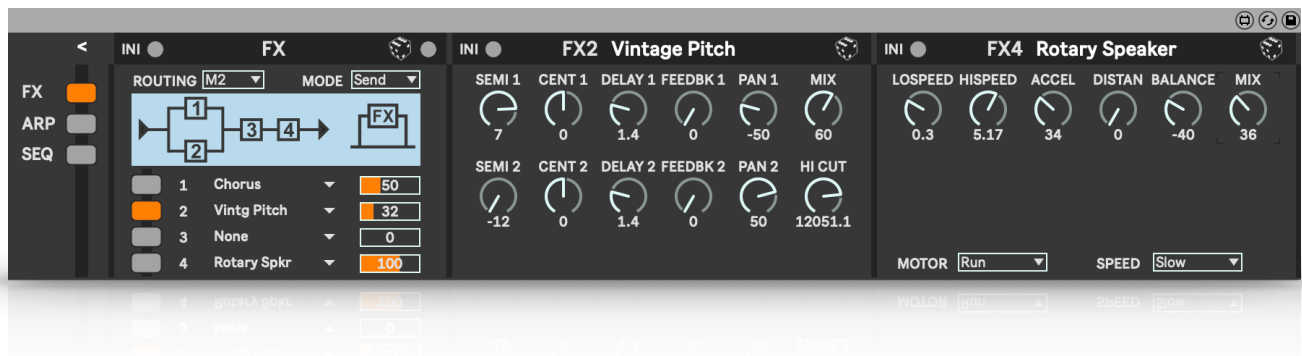 <
FX
ARP
SEQ
INI FX
ROUTING M2 MODE Send
1 2 3 4 FX
1 Chorus 50
2 Vintg Pitch 32
3 None 0
4 Rotary Spkr 100
INI FX2 Vintage Pitch
SEMI 1 CENT 1 DELAY 1 FEEDBK 1 PAN 1 MIX
7 0 1.4 0 -50 60
SEMI 2 CENT 2 DELAY 2 FEEDBK 2 PAN 2 HI CUT
-12 0 1.4 0 50 12051.1
INI FX4 Rotary Speaker
LOSPEED HISPEED ACCEL DISTAN BALANCE MIX
0.3 5.17 34 0 -40 36
MOTOR Run SPEED Slow